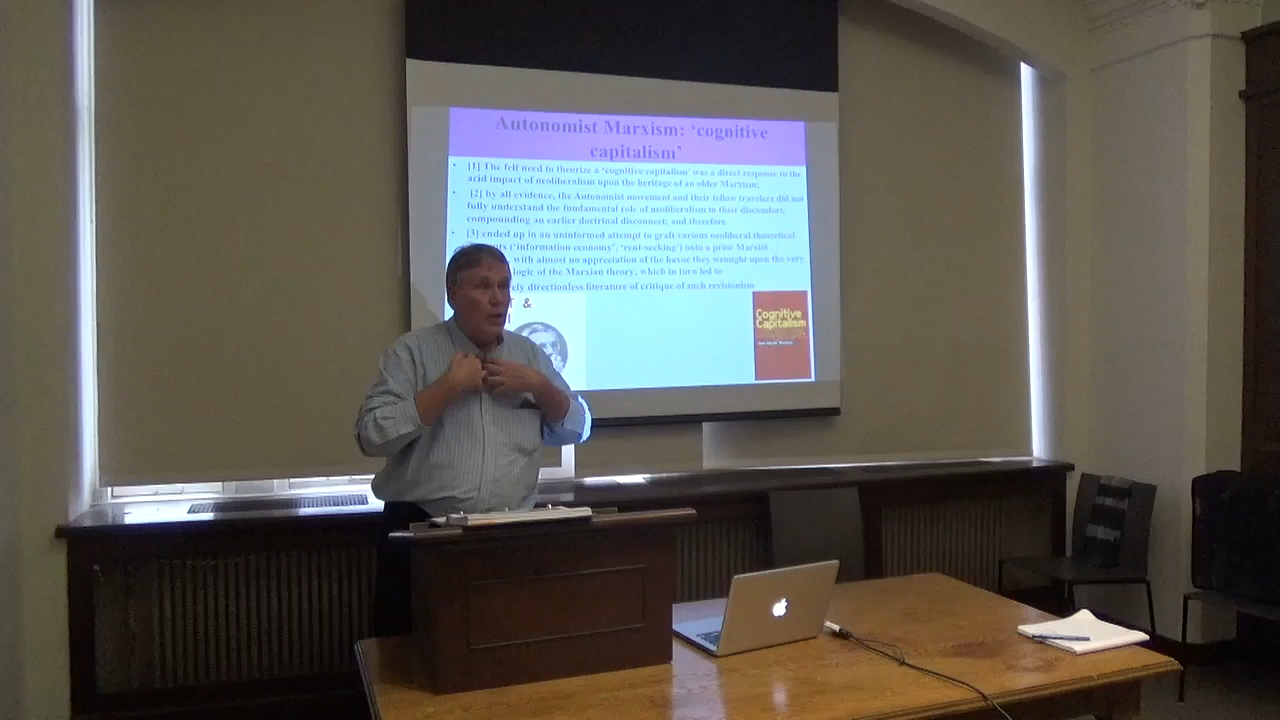 Autonomist Marxism: ‘cognitive
capitalism’
• [1] The felt need to theorize a ‘cognitive capitalism’ was a direct response to the
acid impact of neoliberalism upon the heritage of an older Marxism;
• [2] by all evidence, the Autonomist movement and their fellow travelers did not
fully understand the fundamental role of neoliberalism in their discomfort,
compounding an earlier doctrinal disconnect; and therefore
• [3] ended up in an uninformed attempt to graft various neoliberal theoretical
ts (‘information economy’, ‘rent-seeking’) onto a prior Marxist
with almost no appreciation of the havoc they wrought upon the very
logic of the Marxian theory; which in turn led to
ely directionless literature of critique of such revisionism
T &
Cognitive
Capitalism